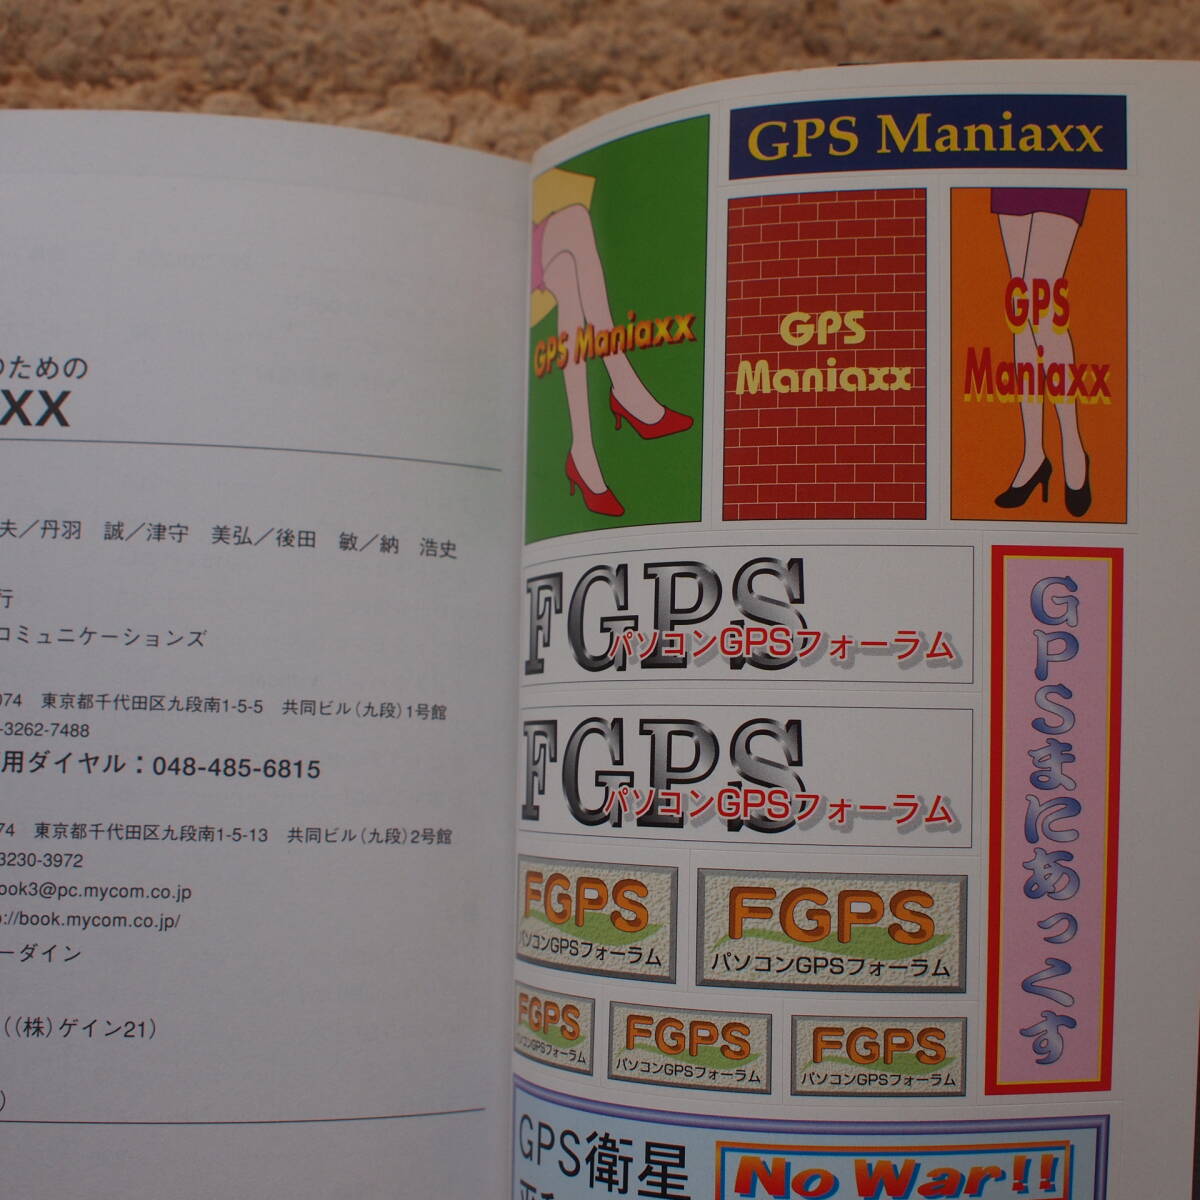 のための
XX
夫／丹羽　誠／津守　美弘／後田　敏／納　浩史
行
コミュニケーションズ
074　東京都千代田区九段南1-5-5　共同ビル（九段）1号館
-3262-7488
用ダイヤル：048-485-6815
74　東京都千代田区九段南1-5-13　共同ビル（九段）2号館
3230-3972
ook3@pc.mycom.co.jp
://book.mycom.co.jp/
ーダイン
（（株）ゲイン21）
）
GPS Maniaxx
GPS Maniaxx
GPS
Maniaxx
GPS
Maniaxx
FGPS
パソコンGPSフォーラム
FGPS
パソコンGPSフォーラム
GPSまにあっくす
FGPS
パソコンGPSフォーラム
FGPS
パソコンGPSフォーラム
FGPS
パソコンGPSフォーラム
FGPS
パソコンGPSフォーラム
FGPS
パソコンGPSフォーラム
GPS衛星
No War!!